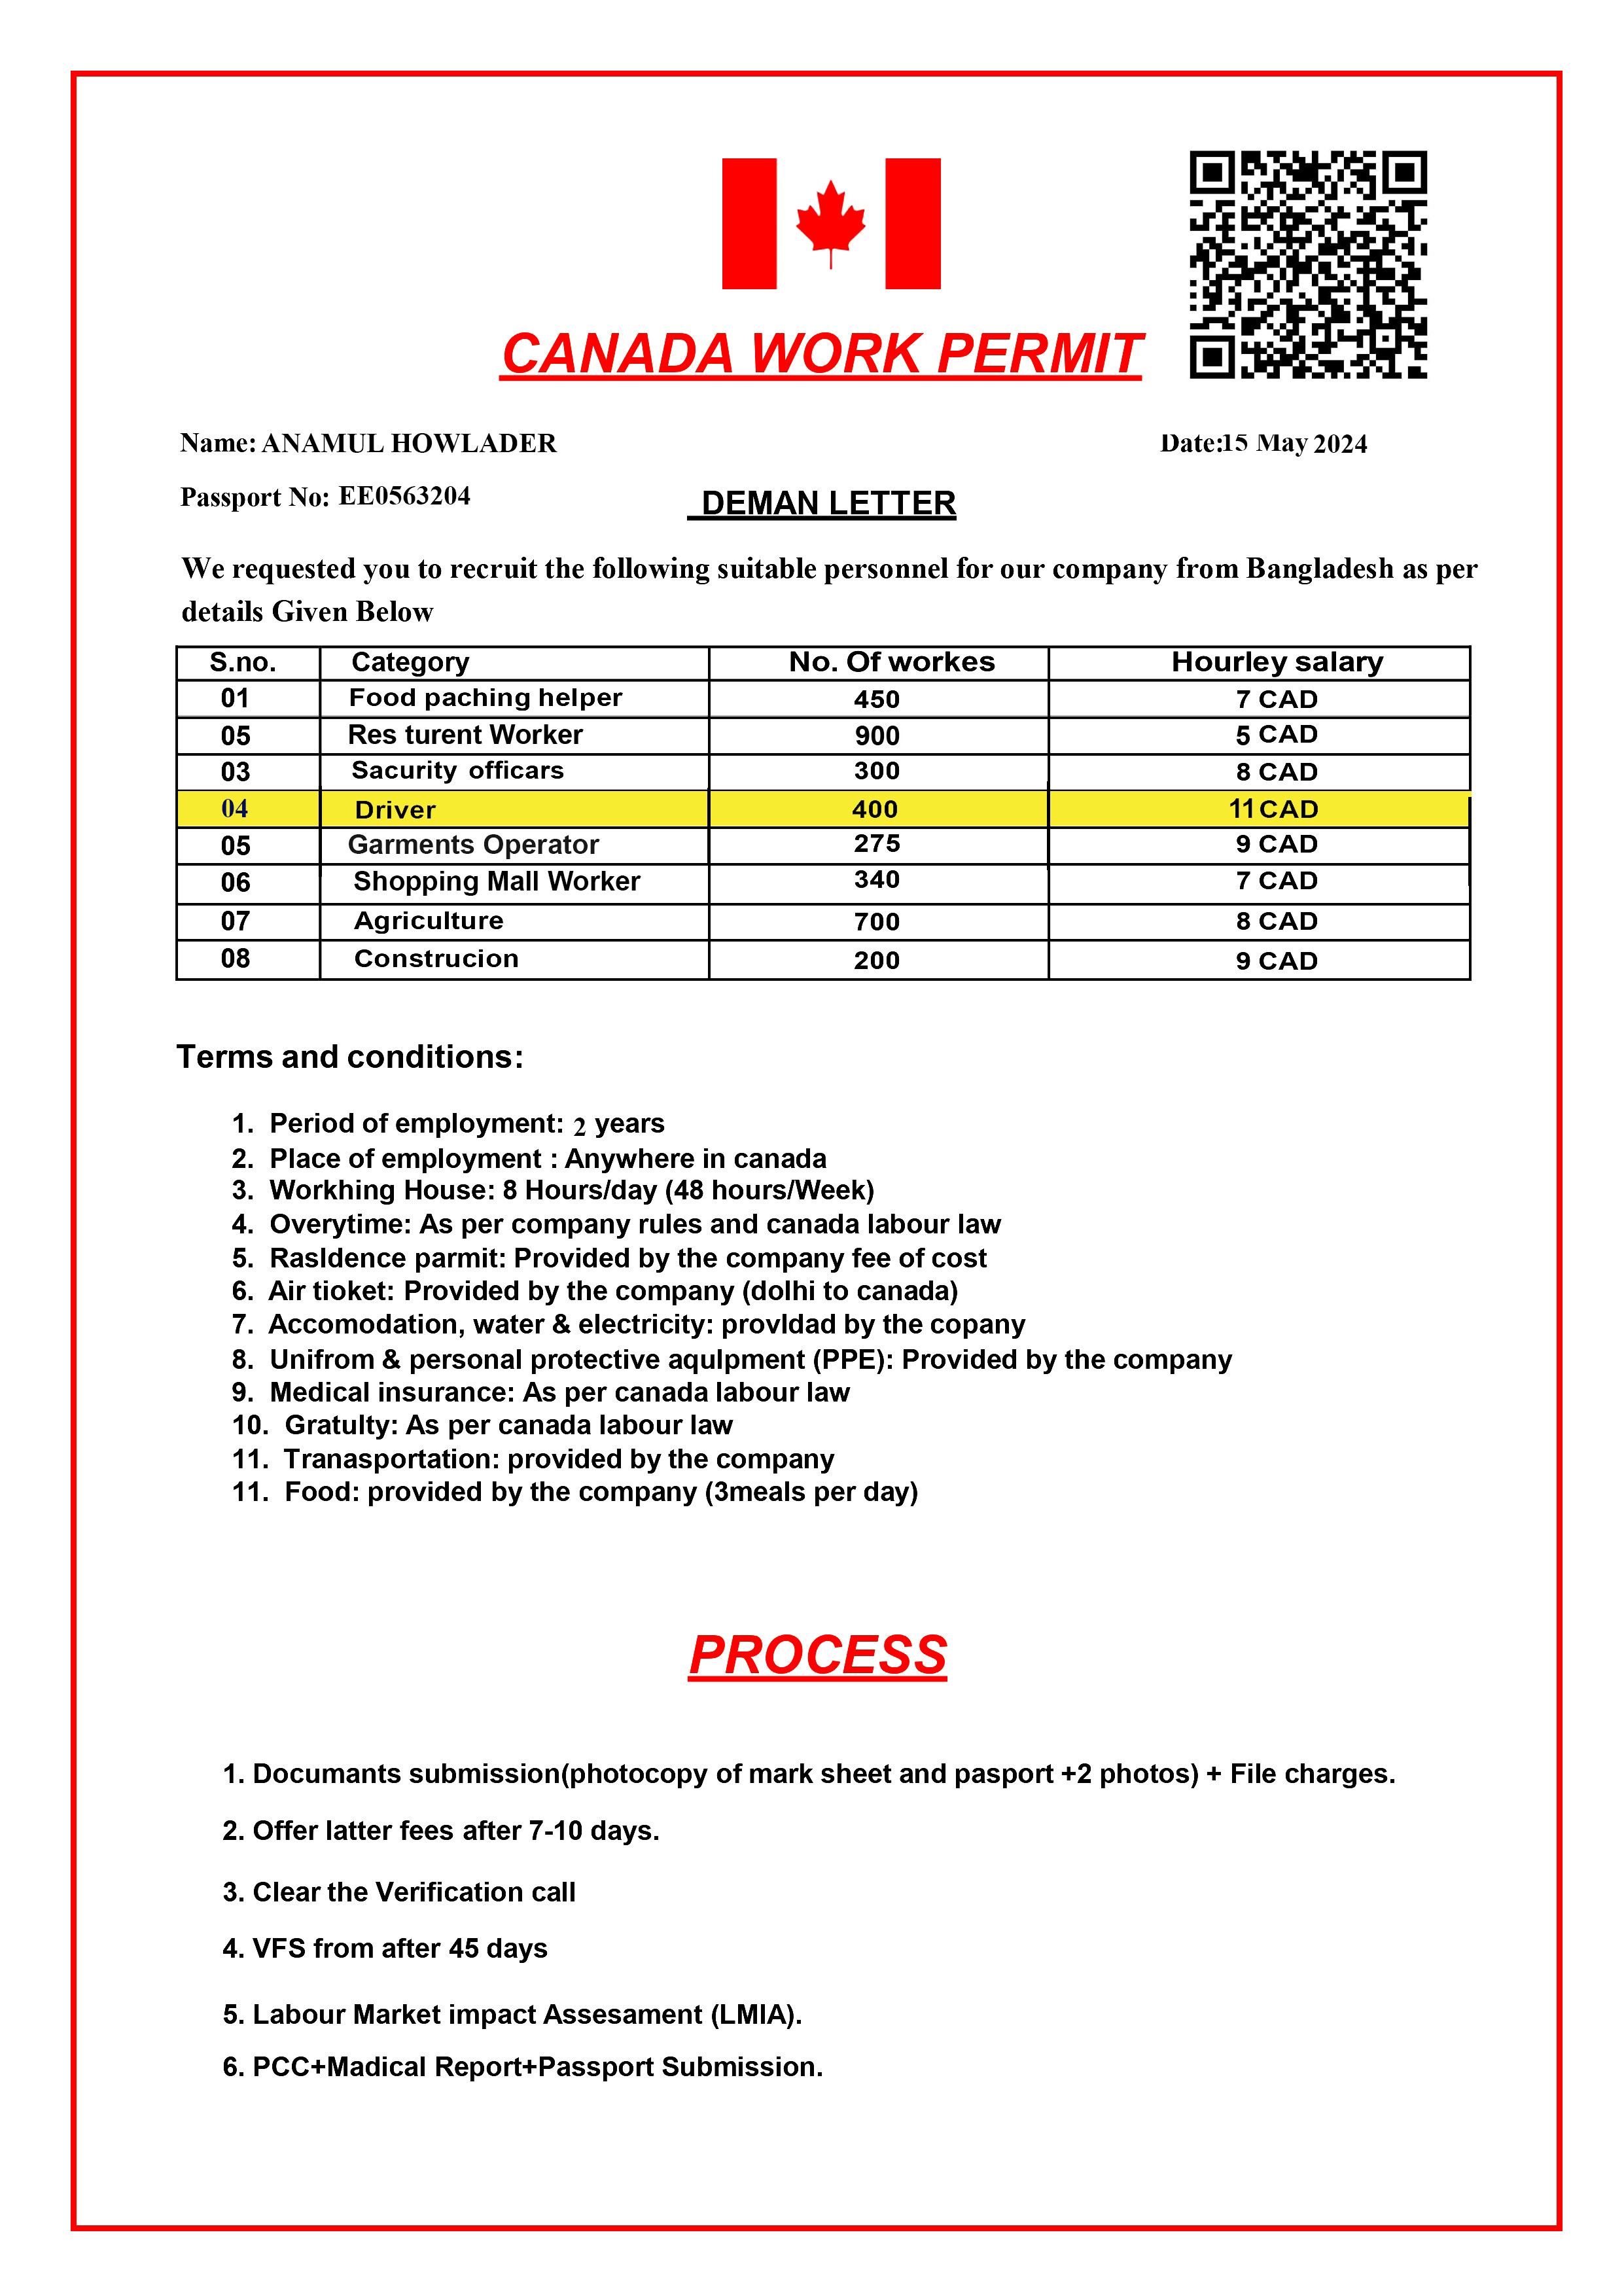 CANADA WORK PERMIT
Name: ANAMUL HOWLADER Date:15 May 2024
Passport No: EE0563204
DEMAN LETTER
We requested you to recruit the following suitable personnel for our company from Bangladesh as per
details Given Below
S.no. Category No. Of workes Hourley salary
01 Food paching helper 450 7 CAD
05 Res turent Worker 900 5 CAD
03 Sacurity officars 300 8 CAD
04 Driver 400 11 CAD
05 Garments Operator 275 9 CAD
06 Shopping Mall Worker 340 7 CAD
07 Agriculture 700 8 CAD
08 Construcion 200 9 CAD
Terms and conditions:
1. Period of employment: 2 years
2. Place of employment : Anywhere in canada
3. Workhing House: 8 Hours/day (48 hours/Week)
4. Overytime: As per company rules and canada labour law
5. Rasldence parmit: Provided by the company fee of cost
6. Air tioket: Provided by the company (dolhi to canada)
7. Accomodation, water & electricity: provldad by the copany
8. Unifrom & personal protective aqulpment (PPE): Provided by the company
9. Medical insurance: As per canada labour law
10. Gratulty: As per canada labour law
11. Tranasportation: provided by the company
11. Food: provided by the company (3meals per day)
PROCESS
1. Documants submission(photocopy of mark sheet and pasport +2 photos) + File charges.
2. Offer latter fees after 7-10 days.
3. Clear the Verification call
4. VFS from after 45 days
5. Labour Market impact Assesament (LMIA).
6. PCC+Madical Report+Passport Submission.